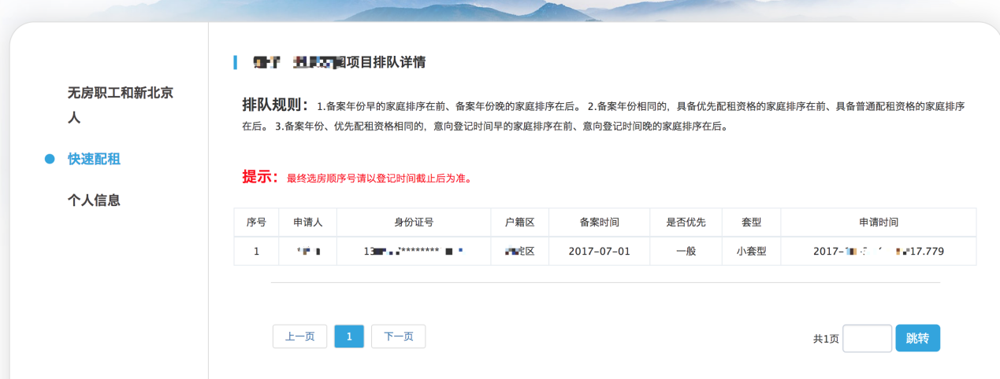 项目排队详情
无房职工和新北京
人
快速配租
个人信息
排队规则： 1.备案年份早的家庭排序在前、备案年份晚的家庭排序在后。 2.备案年份相同的，具备优先配租资格的家庭排序在前、具备普通配租资格的家庭排序
在后。 3.备案年份、优先配租资格相同的，意向登记时间早的家庭排序在前、意向登记时间晚的家庭排序在后。
提示： 最终选房顺序号请以登记时间截止后为准。
序号 申请人 身份证号 户籍区 备案时间 是否优先 套型 申请时间
1 13 ******** 区 2017-07-01 一般 小套型 2017- 17.779
上一页 1 下一页 共1页 跳转